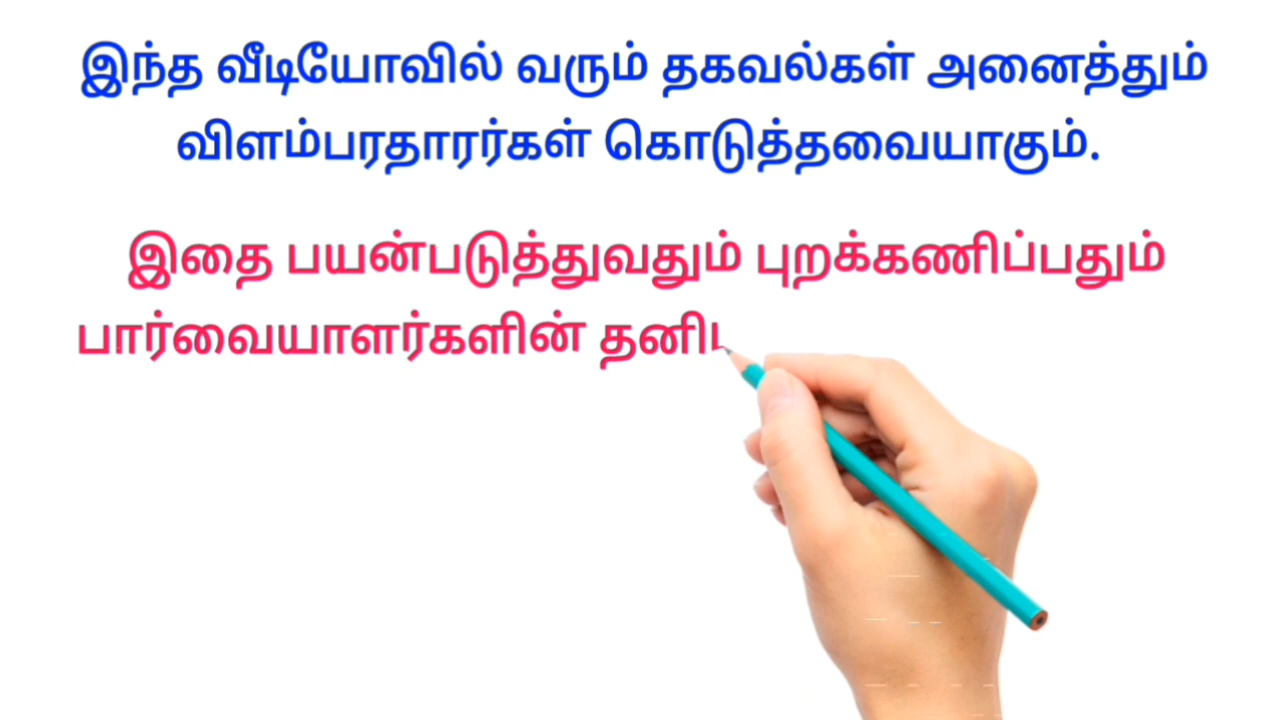 இந்த வீடியோவில் வரும் தகவல்கள் அனைத்தும்
விளம்பரதாரர்கள் கொடுத்தவையாகும்.
இதை பயன்படுத்துவதும் புறக்கணிப்பதும்
பார்வையாளர்களின்